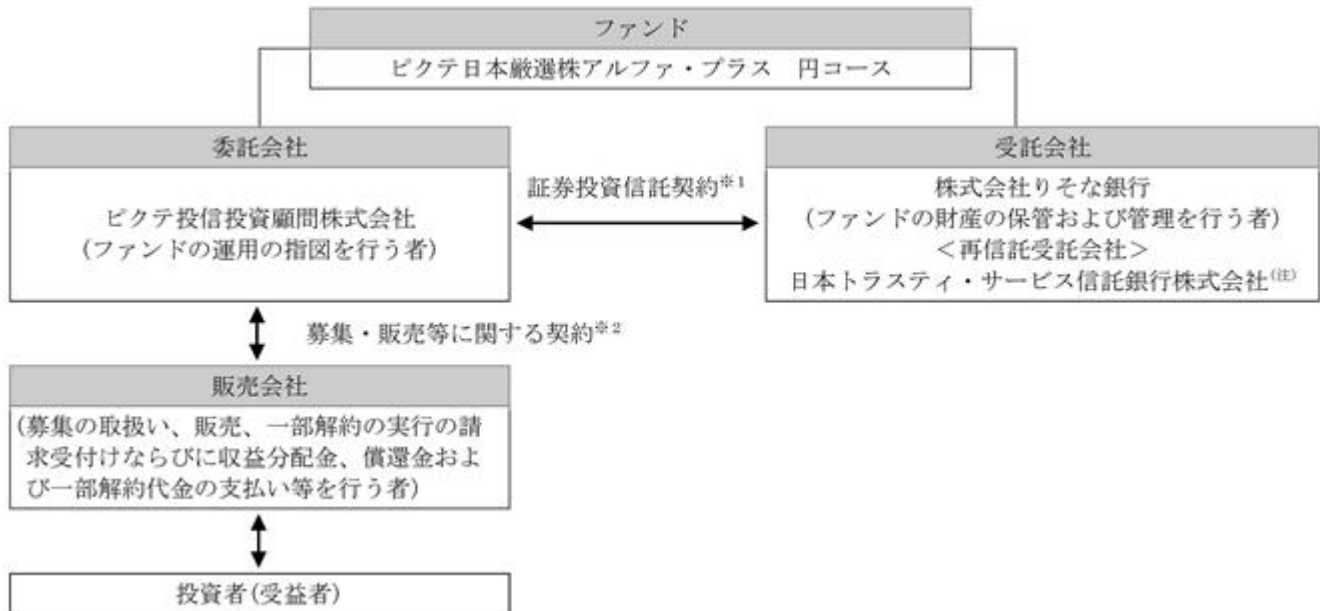 ファンド
ピクテ日本厳選株アルファ・プラス　円コース
委託会社
ピクテ投信投資顧問株式会社
(ファンドの運用の指図を行う者)
証券投資信託契約※1
受託会社
株式会社りそな銀行
(ファンドの財産の保管および管理を行う者)
＜再信託受託会社＞
日本トラスティ・サービス信託銀行株式会社(注)
募集・販売等に関する契約※2
販売会社
(募集の取扱い、販売、一部解約の実行の請
求受付けならびに収益分配金、償還金およ
び一部解約代金の支払い等を行う者)
投資者(受益者)